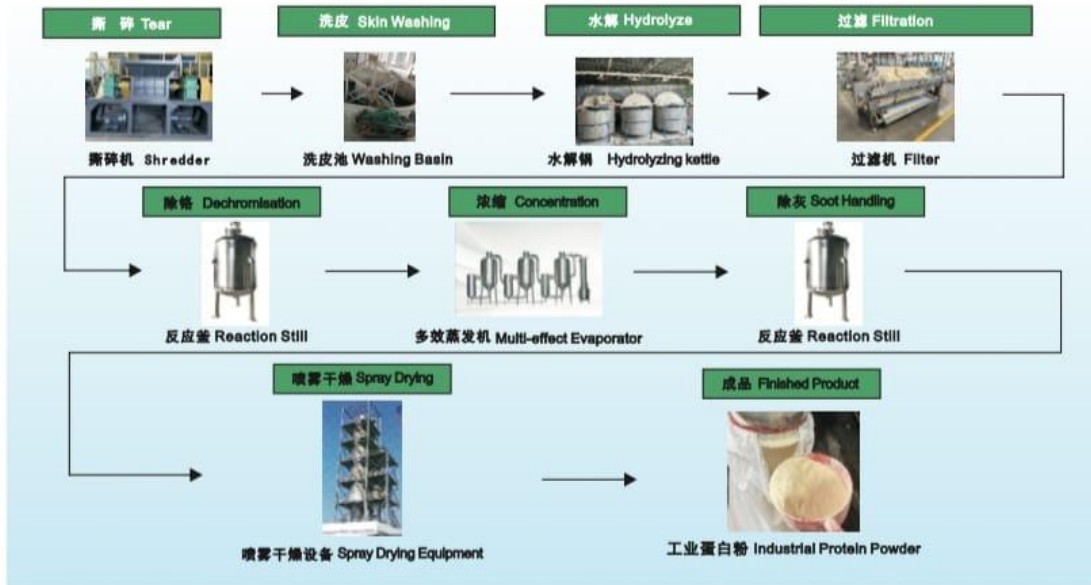 撕 碎 Tear
洗皮 Skin Washing
水解 Hydrolyze
过滤 Filtration
撕碎机 Shredder
洗皮池 Washing Basin
水解锅 Hydrolyzing kettle
过滤机 Filter
除铬 Dechromisation
浓缩 Concentration
除灰 Soot Handling
反应釜 Reaction Still
多效蒸发机 Multi-effect Evaporator
反应釜 Reaction Still
喷雾干燥 Spray Drying
成品 Finished Product
喷雾干燥设备 Spray Drying Equipment
工业蛋白粉 Industrial Protein Powder